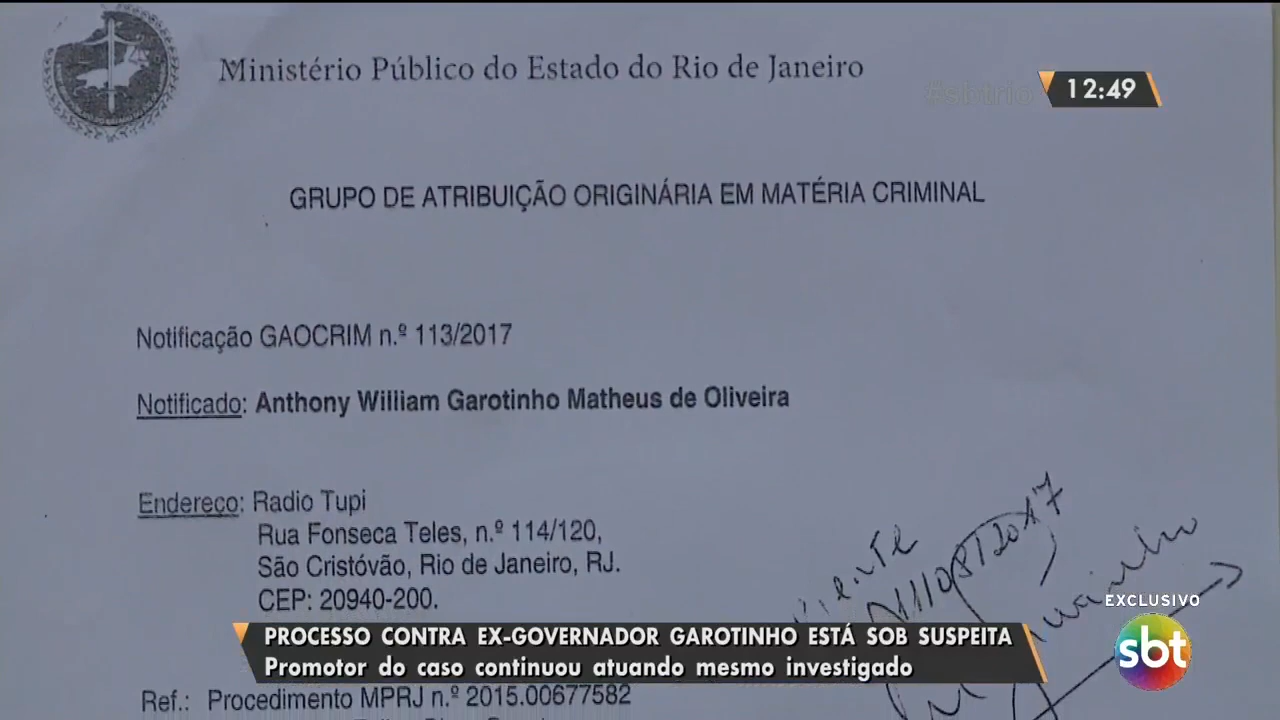 Ministério Público do Estado do Rio de Janeiro
#sbtrio
12:49
GRUPO DE ATRIBUIÇÃO ORIGINÁRIA EM MATÉRIA CRIMINAL
Notificação GAOCRIM n.º 113/2017
Notificado: Anthony William Garotinho Matheus de Oliveira
Endereço: Radio Tupi
Rua Fonseca Teles, n.º 114/120,
São Cristóvão, Rio de Janeiro, RJ.
CEP: 20940-200.
EXCLUSIVO
sbt
PROCESSO CONTRA EX-GOVERNADOR GAROTINHO ESTÁ SOB SUSPEITA
Promotor do caso continuou atuando mesmo investigado
Ref.: Procedimento MPRJ n.º 2015.00677582